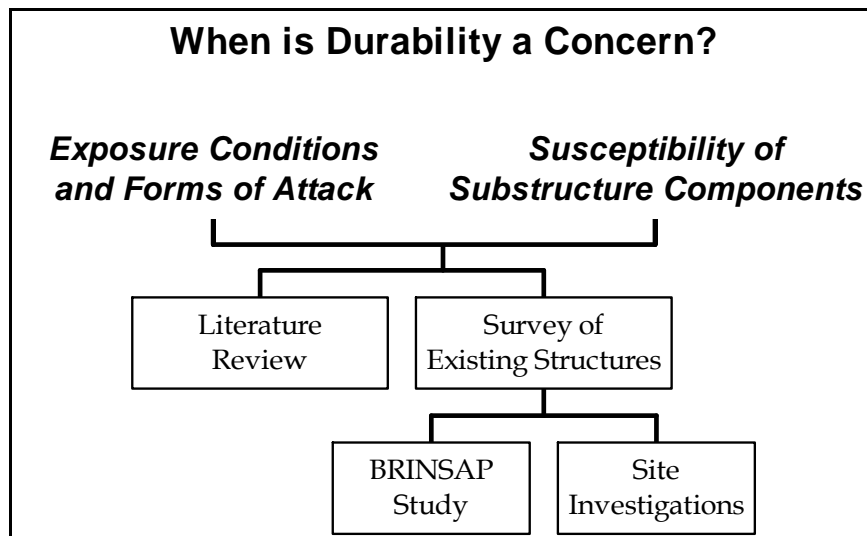 When is Durability a Concern?
Exposure Conditions
and Forms of Attack
Susceptibility of
Substructure Components
Literature
Review
Survey of
Existing Structures
BRINSAP
Study
Site
Investigations